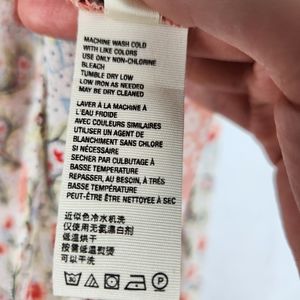 MACHINE WASH COLD
WITH LIKE COLORS
USE ONLY NON-CHLORINE
BLEACH
TUMBLE DRY LOW
LOW IRON AS NEEDED
MAY BE DRY CLEANED
LAVER À LA MACHINE À
L'EAU FROIDE
AVEC COULEURS SIMILAIRES
UTILISER UN AGENT DE
BLANCHIMENT SANS CHLORE
SI NÉCESSAIRE
SECHER PAR CULBUTAGE À
BASSE TEMPÉRATURE
REPASSER, AU BESOIN, À TRÈS
BASSE TEMPÉRATURE
PEUT-ÊTRE ÊTRE NETTOYEE À SEC
近似色冷水机洗
仅使用无氯漂白剂
低温烘干
按需低温熨烫
可干洗